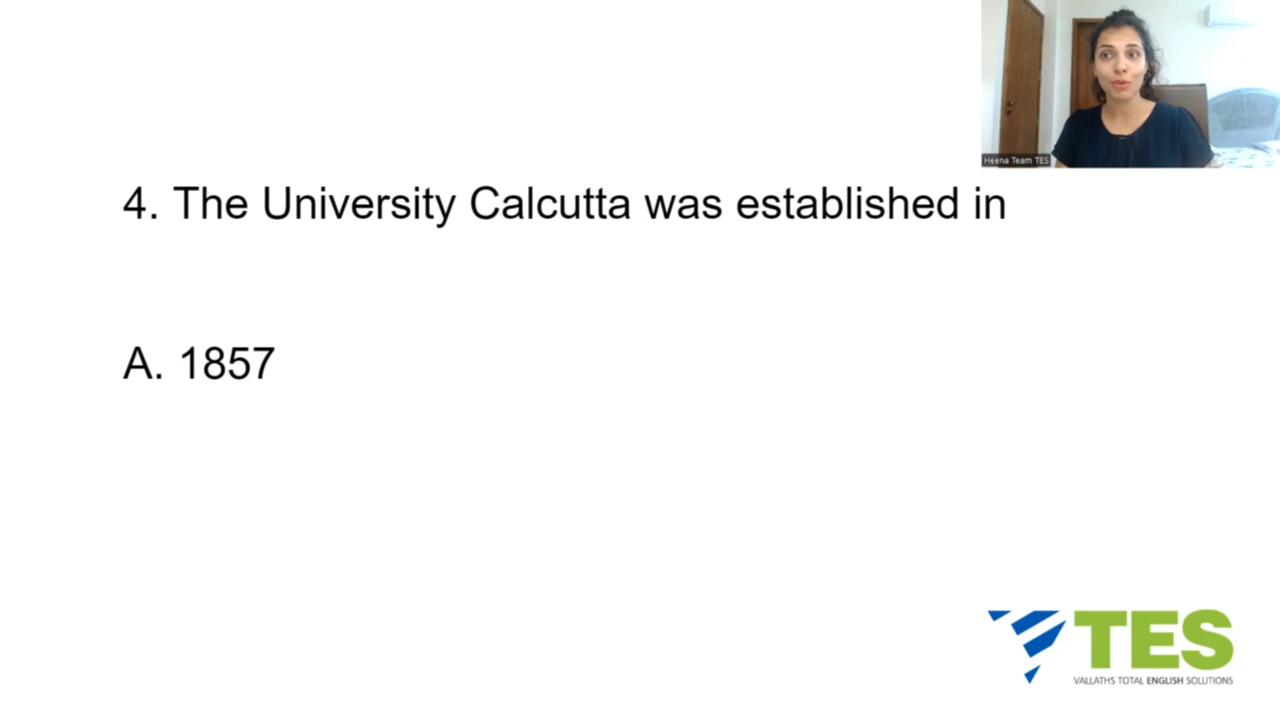 Heena Team TES
4. The University Calcutta was established in
A. 1857
TES
VALLATHS TOTAL ENGLISH SOLUTIONS